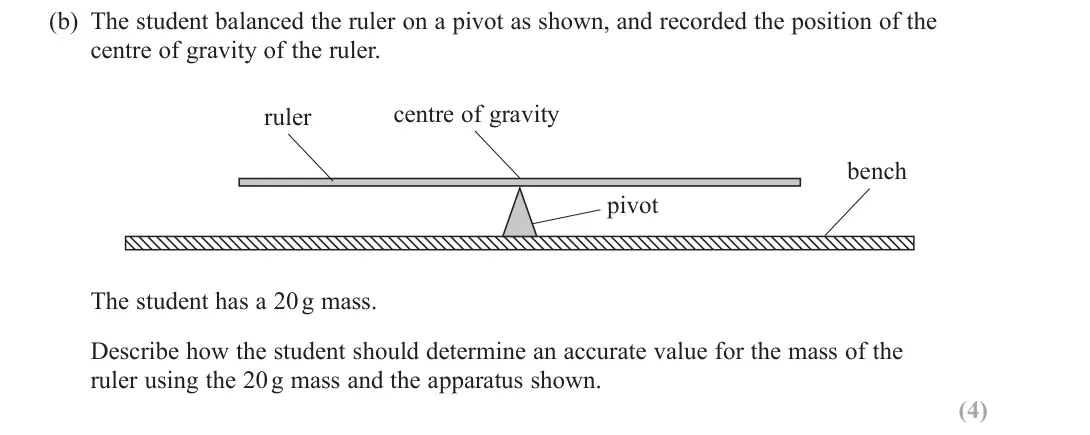 (b) The student balanced the ruler on a pivot as shown, and recorded the position of the
centre of gravity of the ruler.
ruler
centre of gravity
bench
pivot
The student has a 20 g mass.
Describe how the student should determine an accurate value for the mass of the
ruler using the 20 g mass and the apparatus shown.
(4)